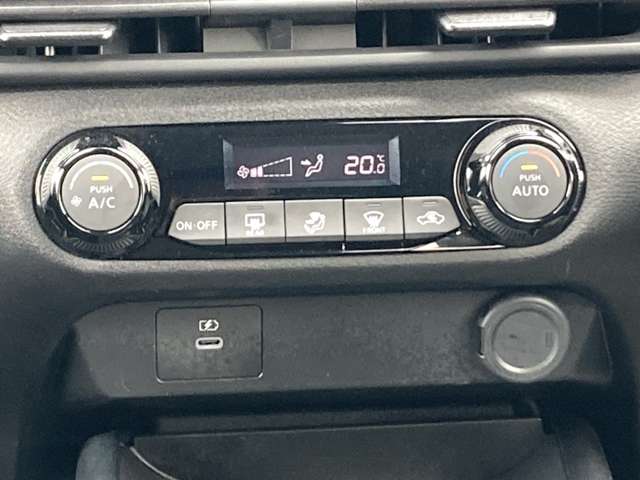 PUSH
A/C
20.0
°C
PUSH
AUTO
ON·OFF
REAR
FRONT